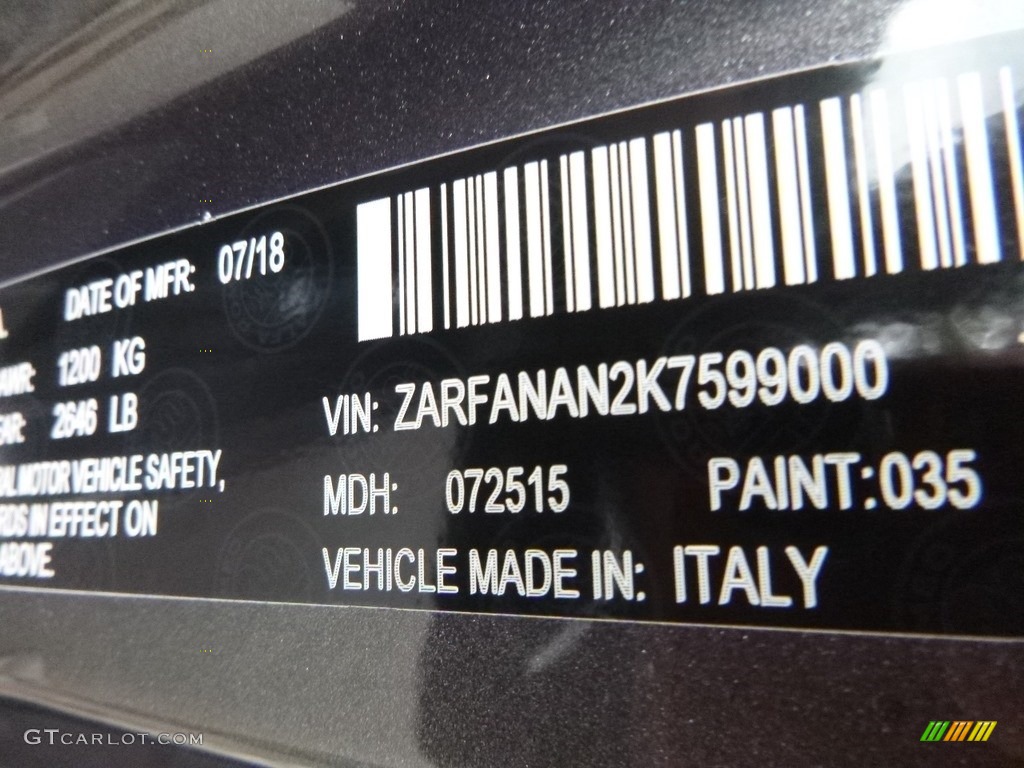 DATE OF MFR: 07/18
1200 KG
2646 LB
MOTOR VEHICLE SAFETY,
IN EFFECT ON
ABOVE.
VIN: ZARFANAN2K7599000
MDH: 072515 PAINT:035
VEHICLE MADE IN: ITALY
GTcarlot.com